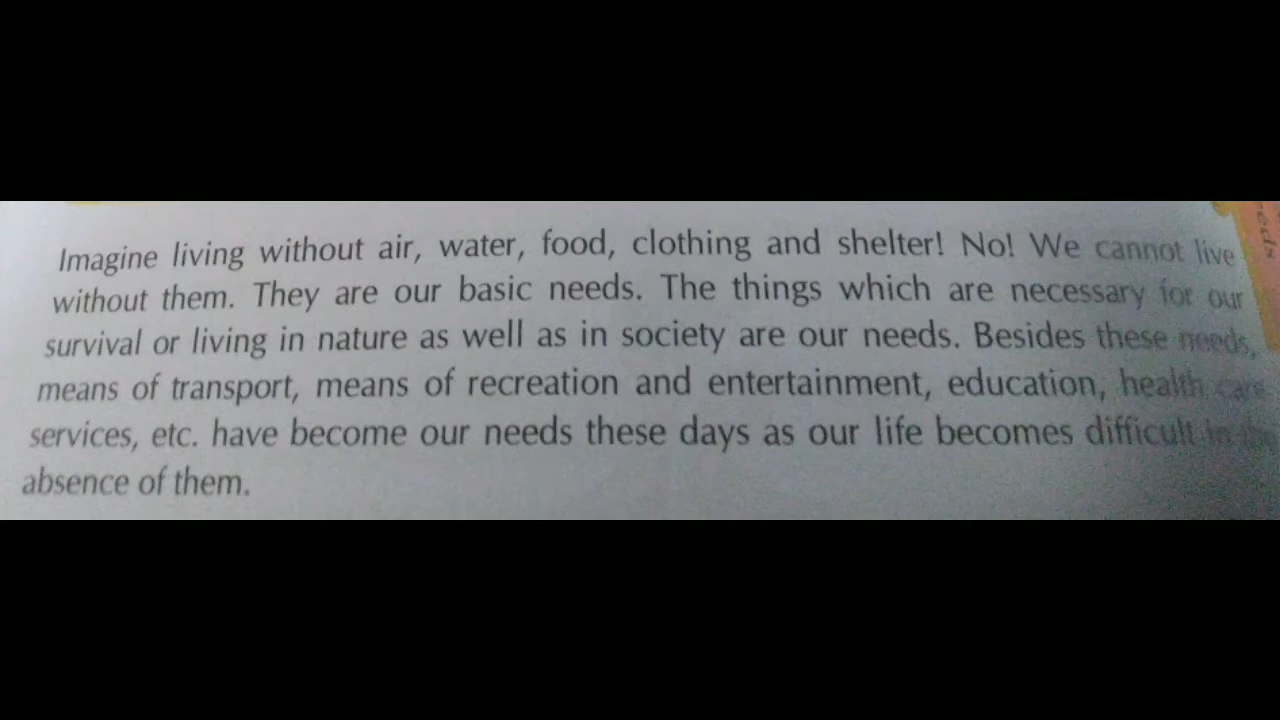 Imagine living without air, water, food, clothing and shelter! No! We cannot live
without them. They are our basic needs. The things which are necessary for our
survival or living in nature as well as in society are our needs. Besides these needs,
means of transport, means of recreation and entertainment, education, health care
services, etc. have become our needs these days as our life becomes difficult in the
absence of them.